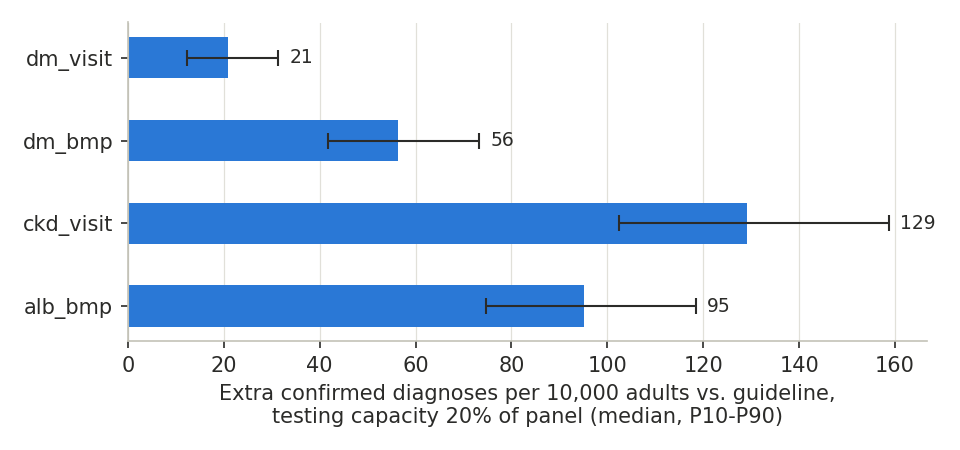 dm_visit
21
dm_bmp
56
ckd_visit
129
alb_bmp
95
0 20 40 60 80 100 120 140 160
Extra confirmed diagnoses per 10,000 adults vs. guideline,
testing capacity 20% of panel (median, P10-P90)